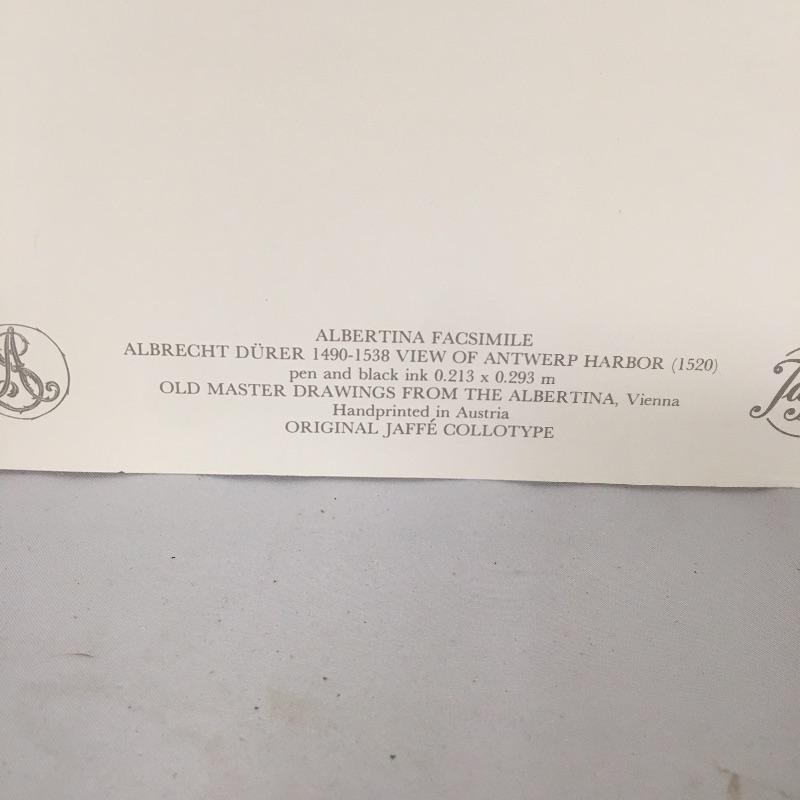 ALBERTINA FACSIMILE
ALBRECHT DÜRER 1490-1538 VIEW OF ANTWERP HARBOR (1520)
pen and black ink 0.213 x 0.293 m
OLD MASTER DRAWINGS FROM THE ALBERTINA, Vienna
Handprinted in Austria
ORIGINAL JAFFÉ COLLOTYPE